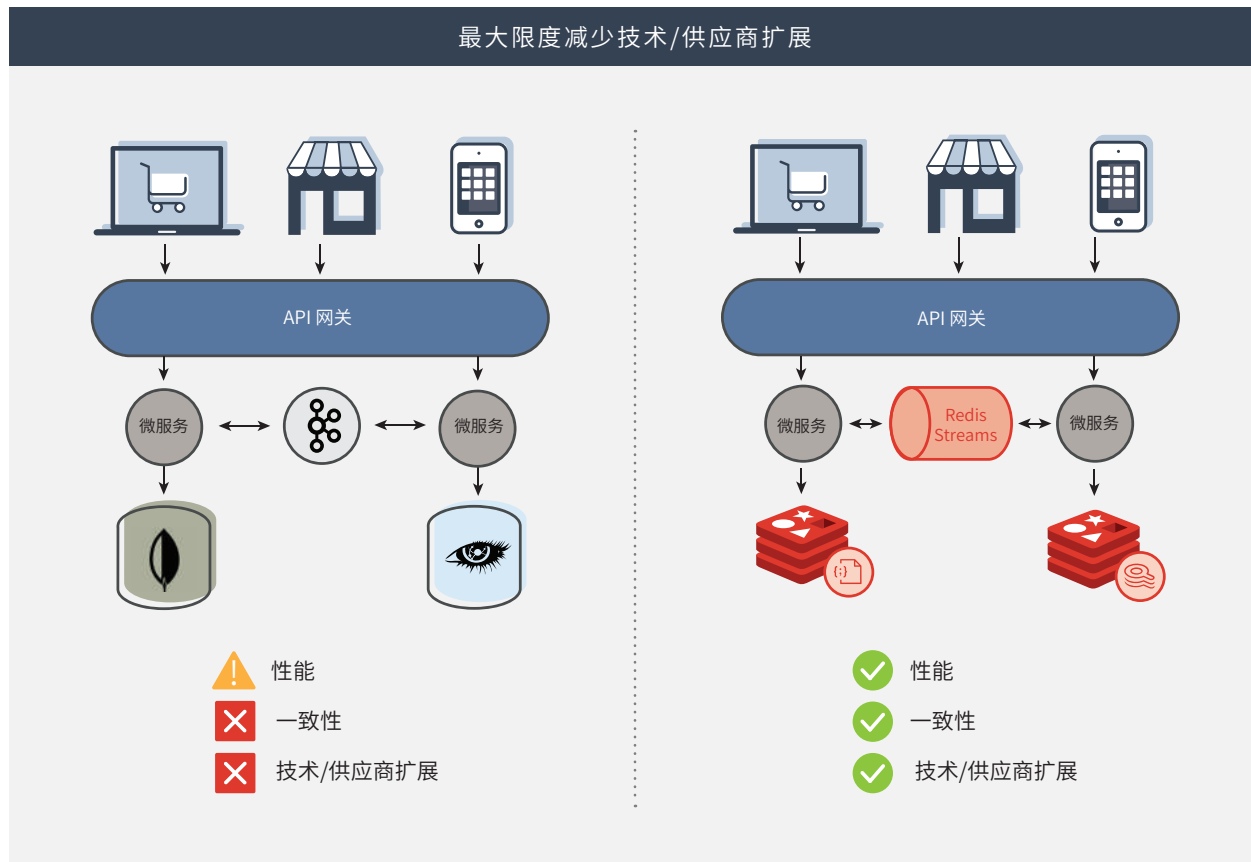 最大限度减少技术/供应商扩展
API 网关
微服务
微服务
性能
一致性
技术/供应商扩展
API 网关
微服务
Redis
Streams
微服务
{;}
性能
一致性
技术/供应商扩展